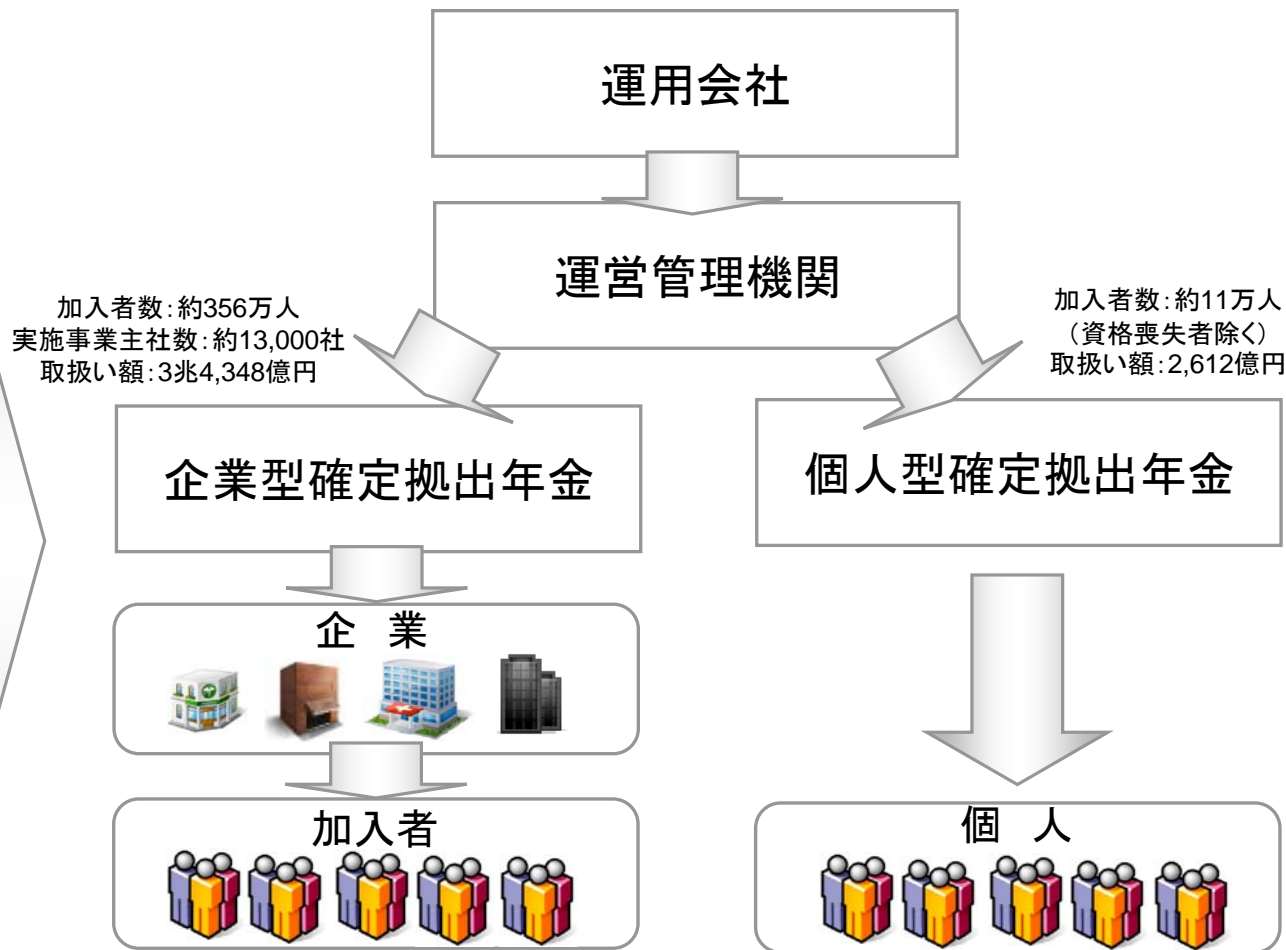 運用会社
運営管理機関
加入者数：約356万人
実施事業主社数：約13,000社
取扱い額：3兆4,348億円
加入者数：約11万人
（資格喪失者除く）
取扱い額：2,612億円
企業型確定拠出年金
個人型確定拠出年金
企　業
加入者
個　人